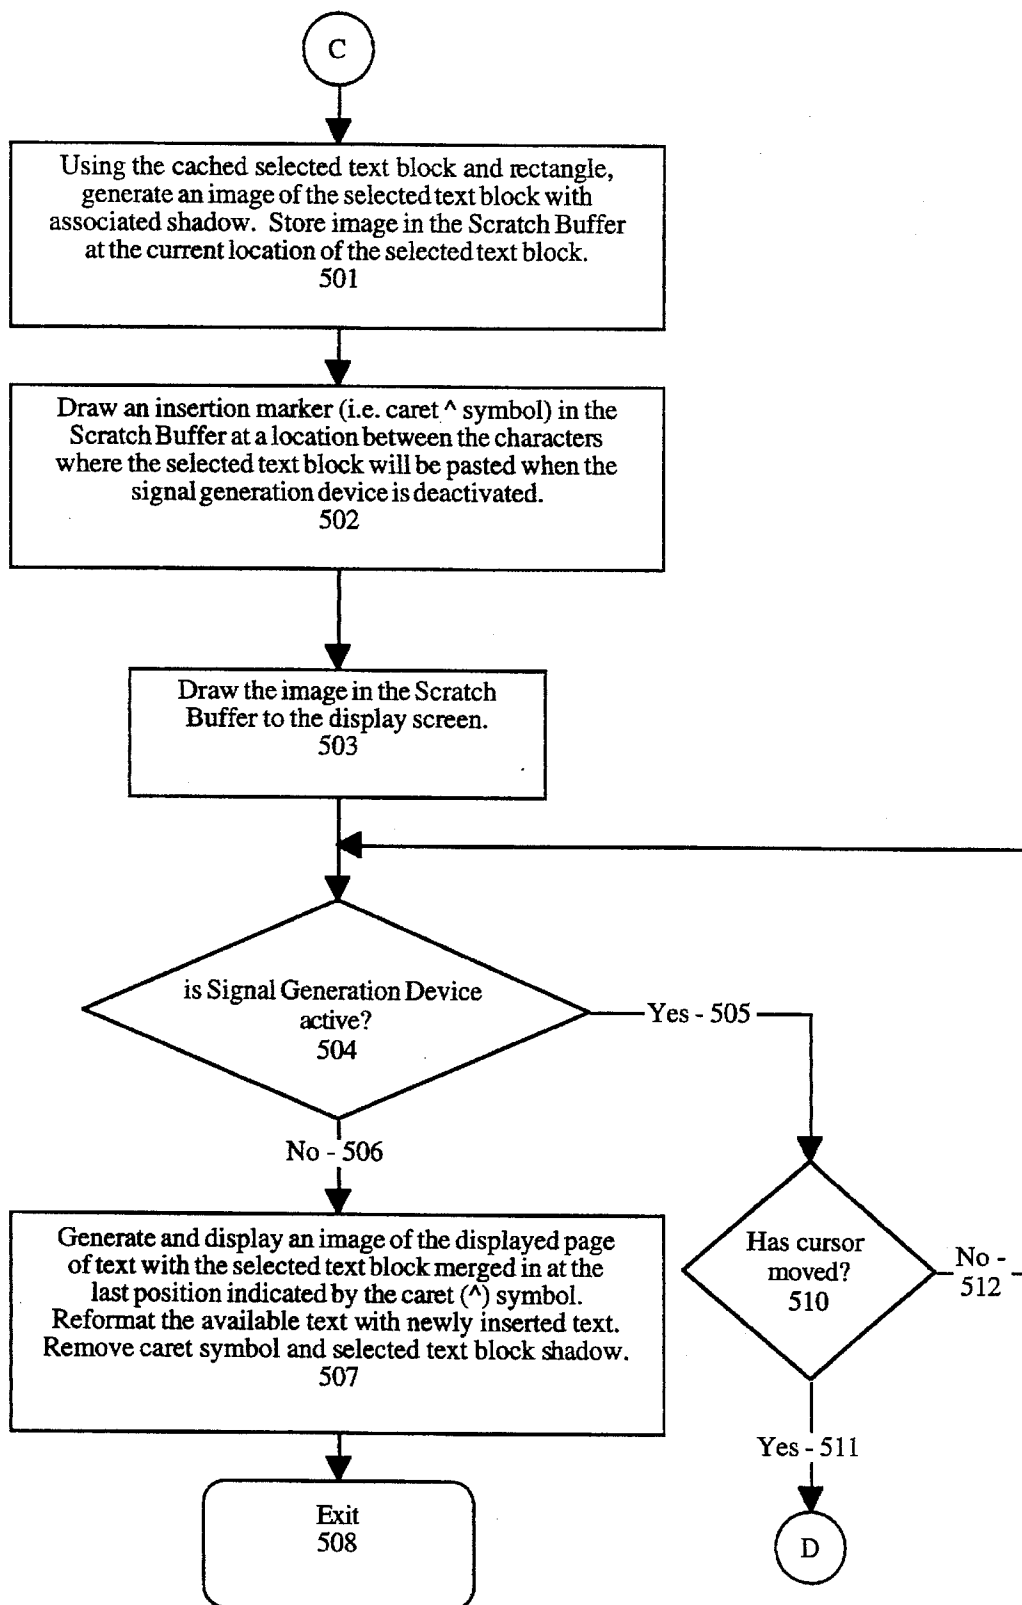 C
Using the cached selected text block and rectangle,
generate an image of the selected text block with
associated shadow. Store image in the Scratch Buffer
at the current location of the selected text block.
501
Draw an insertion marker (i.e. caret ^ symbol) in the
Scratch Buffer at a location between the characters
where the selected text block will be pasted when the
signal generation device is deactivated.
502
Draw the image in the Scratch
Buffer to the display screen.
503
is Signal Generation Device
active?
504
Yes - 505
No - 506
Generate and display an image of the displayed page
of text with the selected text block merged in at the
last position indicated by the caret (^) symbol.
Reformat the available text with newly inserted text.
Remove caret symbol and selected text block shadow.
507
Exit
508
Has cursor
moved?
510
No -
512
Yes - 511
D